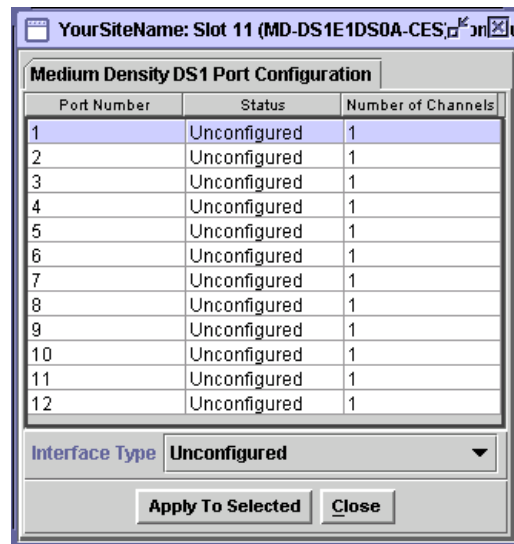 YourSiteName: Slot 11 (MD-DS1E1DS0A-CES)
Medium Density DS1 Port Configuration
Port Number Status Number of Channels
1 Unconfigured 1
2 Unconfigured 1
3 Unconfigured 1
4 Unconfigured 1
5 Unconfigured 1
6 Unconfigured 1
7 Unconfigured 1
8 Unconfigured 1
9 Unconfigured 1
10 Unconfigured 1
11 Unconfigured 1
12 Unconfigured 1
Interface Type Unconfigured
Apply To Selected Close